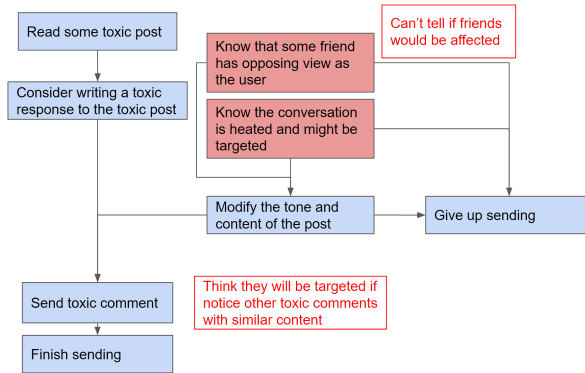 Read some toxic post
Can't tell if friends
would be affected
Know that some friend
has opposing view as
the user
Consider writing a toxic
response to the toxic post
Know the conversation
is heated and might be
targeted
Modify the tone and
content of the post
Give up sending
Send toxic comment
Think they will be targeted if
notice other toxic comments
with similar content
Finish sending